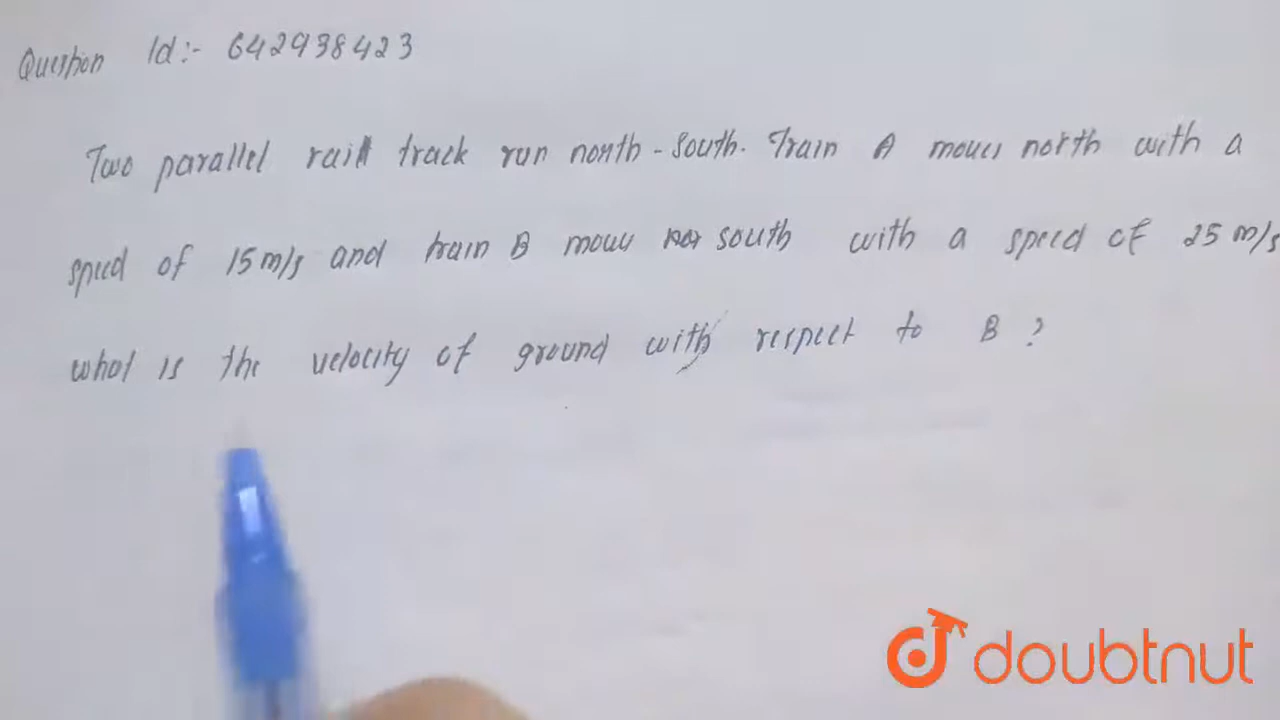 Question Id:- 642938423
Two parallel rail track run north-south. Train A moves north with a
speed of 15 m/s and train B moves south with a speed of 25 m/s
what is the velocity of ground with respect to B?
doubtnut